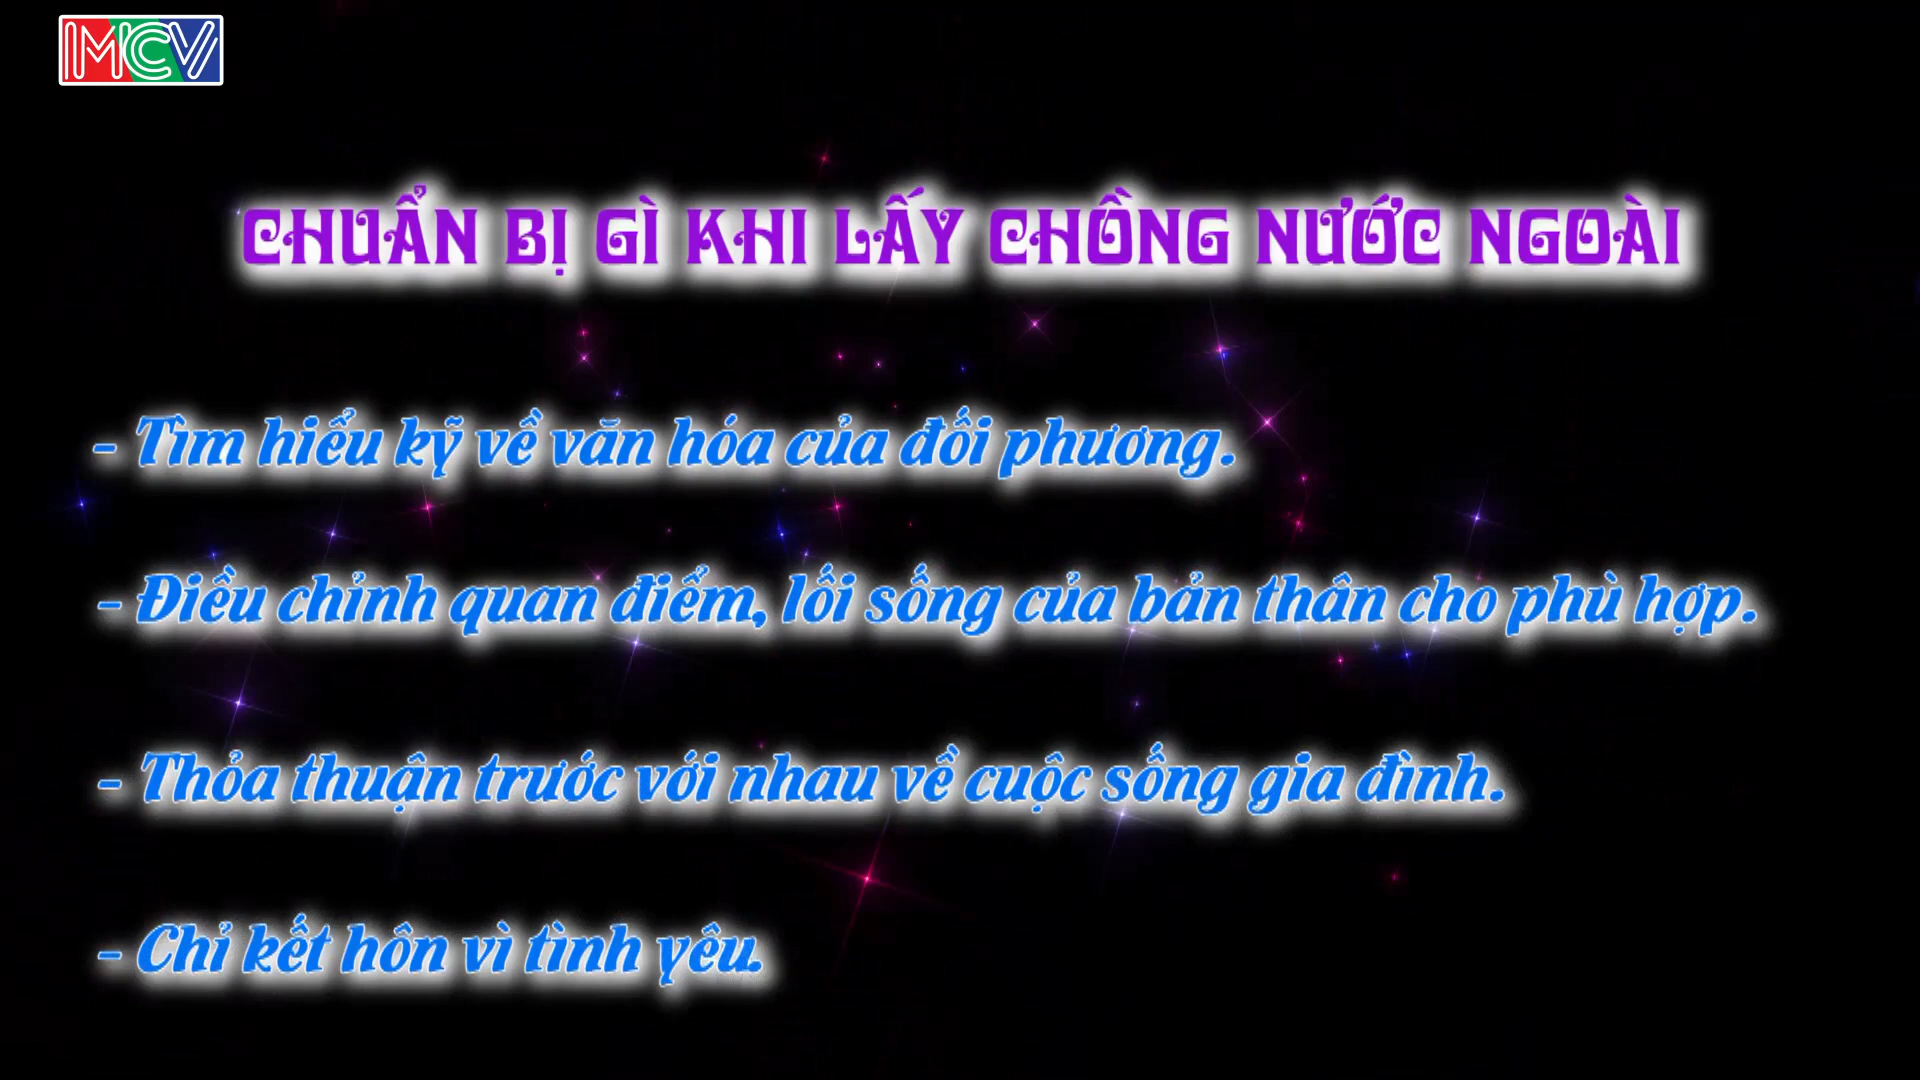 MCV
CHUẨN BỊ GÌ KHI LẤY CHỒNG NƯỚC NGOÀI
- Tìm hiểu kỹ về văn hóa của đối phương.
- Điều chỉnh quan điểm, lối sống của bản thân cho phù hợp.
- Thỏa thuận trước với nhau về cuộc sống gia đình.
- Chỉ kết hôn vì tình yêu.